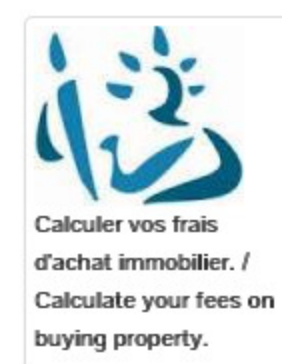 Calculer vos frais
d'achat immobilier. /
Calculate your fees on
buying property.